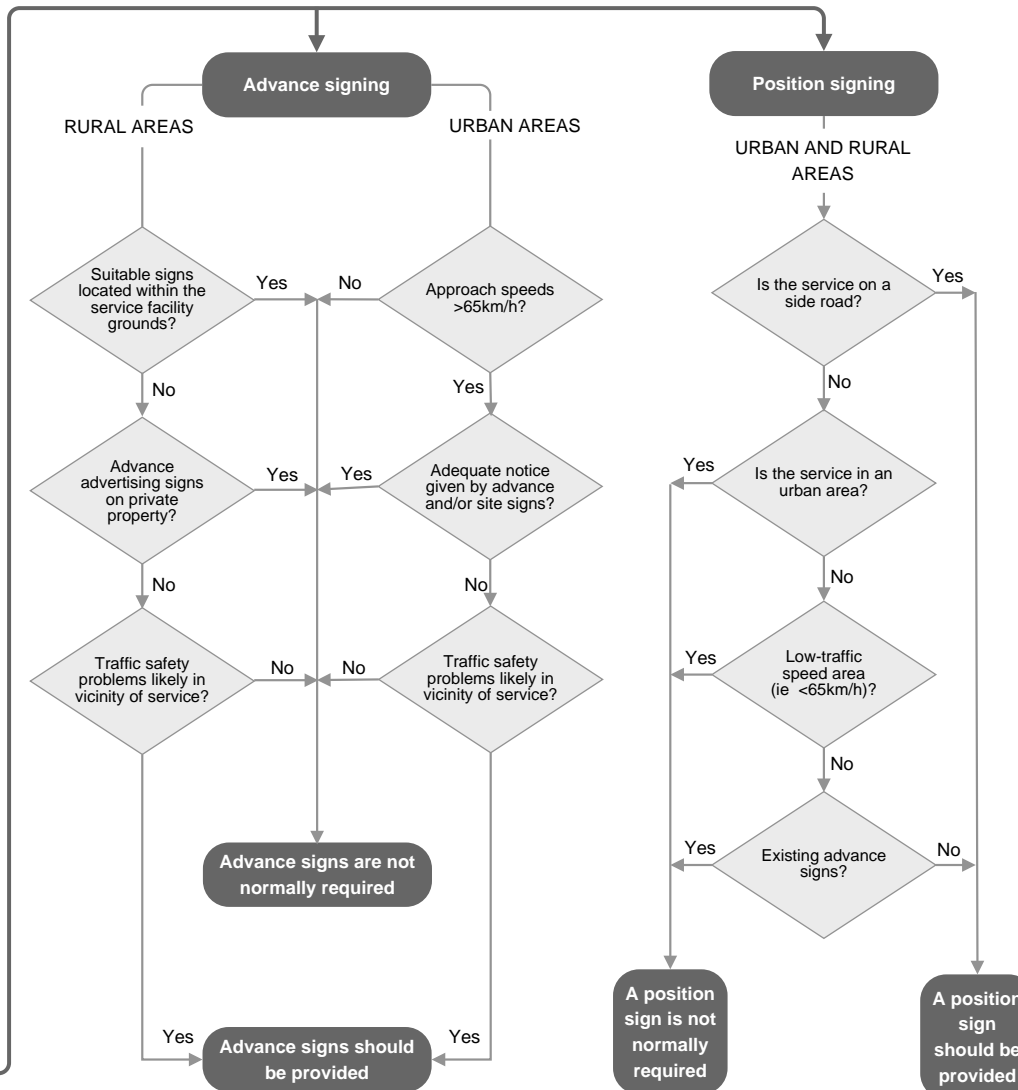 Advance signing
RURAL AREAS
URBAN AREAS
Suitable signs
located within the
service facility
grounds?
Yes
No
Approach speeds
>65km/h?
No
Yes
Advance
advertising signs
on private
property?
Yes
Yes
Adequate notice
given by advance
and/or site signs?
No
No
Traffic safety
problems likely in
vicinity of service?
No
No
Traffic safety
problems likely in
vicinity of service?
Advance signs are not
normally required
Yes
Yes
Advance signs should
be provided
Position signing
URBAN AND RURAL
AREAS
Is the service on a
side road?
Yes
No
Yes
Is the service in an
urban area?
No
Yes
Low-traffic
speed area
(ie <65km/h)?
No
Yes
Existing advance
signs?
No
A position
sign is not
normally
required
A position
sign
should be
provided